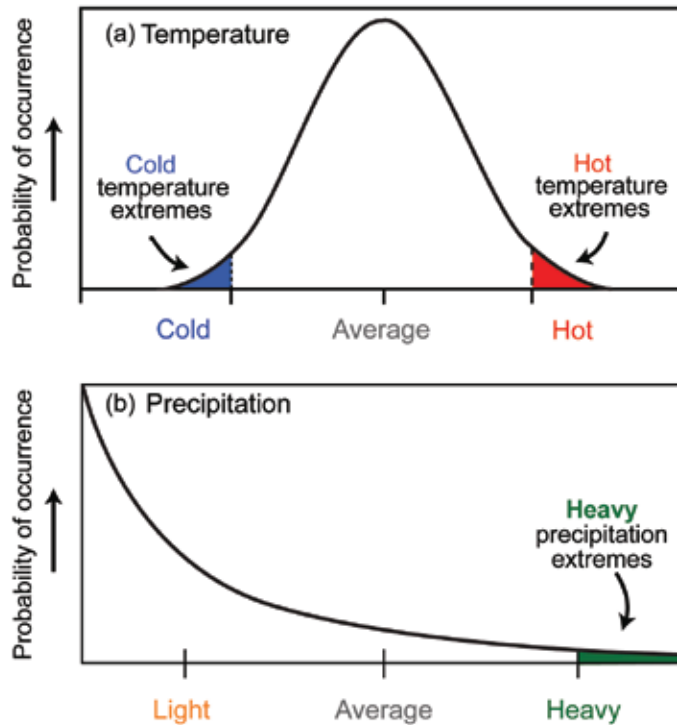 (a) Temperature
Probability of occurrence
Cold
temperature
extremes
Hot
temperature
extremes
Cold
Average
Hot
(b) Precipitation
Probability of occurrence
Heavy
precipitation
extremes
Light
Average
Heavy